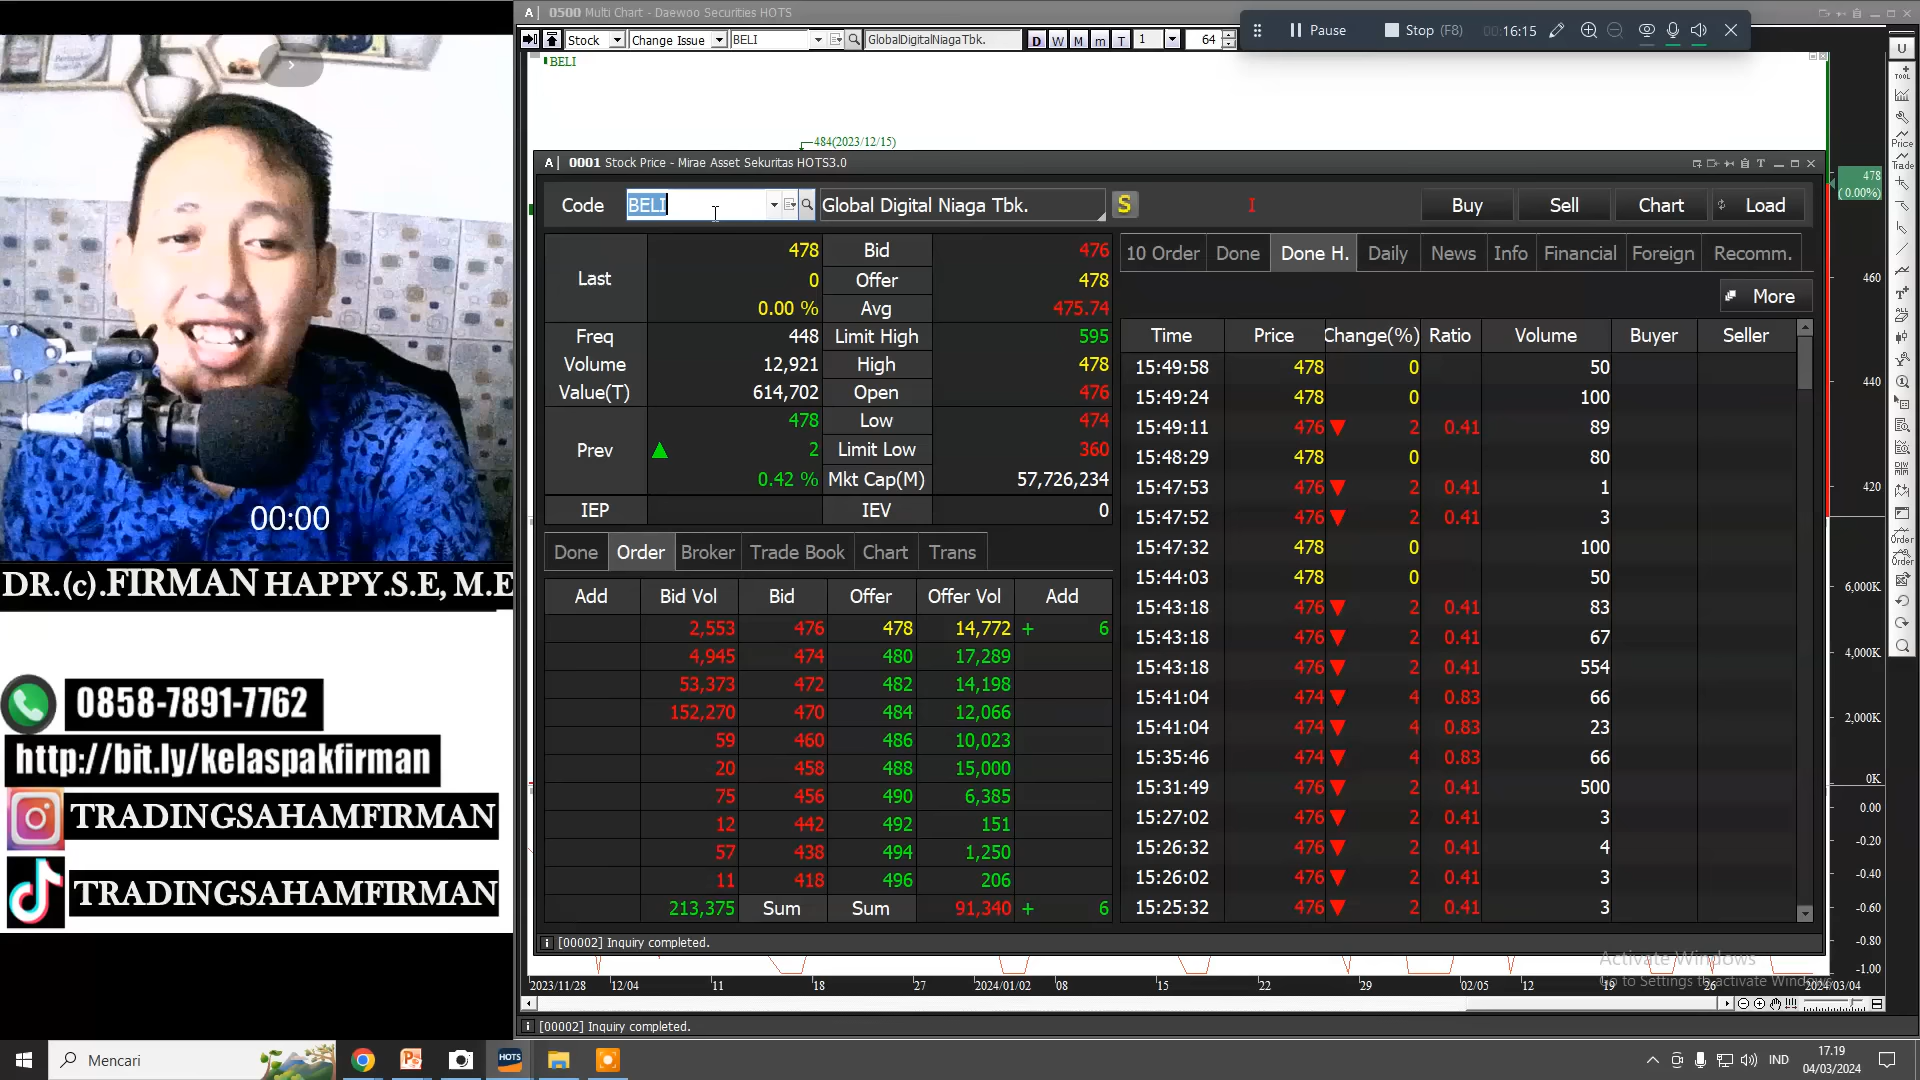 A 0500 Multi Chart - Daewoo Securities HOTS
Stock Change Issue BELI GlobalDigitalNiagaTbk. D W M m T 1 64
Pause Stop (F8) 00:16:15
BELI
484(2023/12/15)
A 0001 Stock Price - Mirae Asset Sekuritas HOTS3.0
Code BELI Global Digital Niaga Tbk. S I Buy Sell Chart Load
Last 478 Bid 476
0 Offer 478
0.00 % Avg 475.74
Freq 448 Limit High 595
Volume 12,921 High 478
Value(T) 614,702 Open 476
Prev 478 Low 474
2 Limit Low 360
0.42 % Mkt Cap(M) 57,726,234
IEP IEV 0
Done Order Broker Trade Book Chart Trans
Add Bid Vol Bid Offer Offer Vol Add
2,553 476 478 14,772 + 6
4,945 474 480 17,289
53,373 472 482 14,198
152,270 470 484 12,066
59 460 486 10,023
20 458 488 15,000
75 456 490 6,385
12 442 492 151
57 438 494 1,250
11 418 496 206
213,375 Sum Sum 91,340 + 6
10 Order Done Done H. Daily News Info Financial Foreign Recomm.
More
Time Price Change(%) Ratio Volume Buyer Seller
15:49:58 478 0 50
15:49:24 478 0 100
15:49:11 476 ▼ 2 0.41 89
15:48:29 478 0 80
15:47:53 476 ▼ 2 0.41 1
15:47:52 476 ▼ 2 0.41 3
15:47:32 478 0 100
15:44:03 478 0 50
15:43:18 476 ▼ 2 0.41 83
15:43:18 476 ▼ 2 0.41 67
15:43:18 476 ▼ 2 0.41 554
15:41:04 474 ▼ 4 0.83 66
15:41:04 474 ▼ 4 0.83 23
15:35:46 474 ▼ 4 0.83 66
15:31:49 476 ▼ 2 0.41 500
15:27:02 476 ▼ 2 0.41 3
15:26:32 476 ▼ 2 0.41 4
15:26:02 476 ▼ 2 0.41 3
15:25:32 476 ▼ 2 0.41 3
[00002] Inquiry completed.
478
( 0.00%)
460
440
420
6,000K
4,000K
2,000K
0K
0.00
-0.20
-0.40
-0.60
-0.80
-1.00
U
TOOL
Price
Trade
Order
Order
Activate Windows
Go to Settings to activate Windows.
2023/11/28 12/04 11 18 27 2024/01/02 08 15 22 29 02/05 12 19 26 2024/03/04
[00002] Inquiry completed.
00:00
DR.(c).FIRMAN HAPPY.S.E, M.E
0858-7891-7762
http://bit.ly/kelaspakfirman
TRADINGSAHAMFIRMAN
TRADINGSAHAMFIRMAN
Mencari
HOTS
IND
17.19
04/03/2024